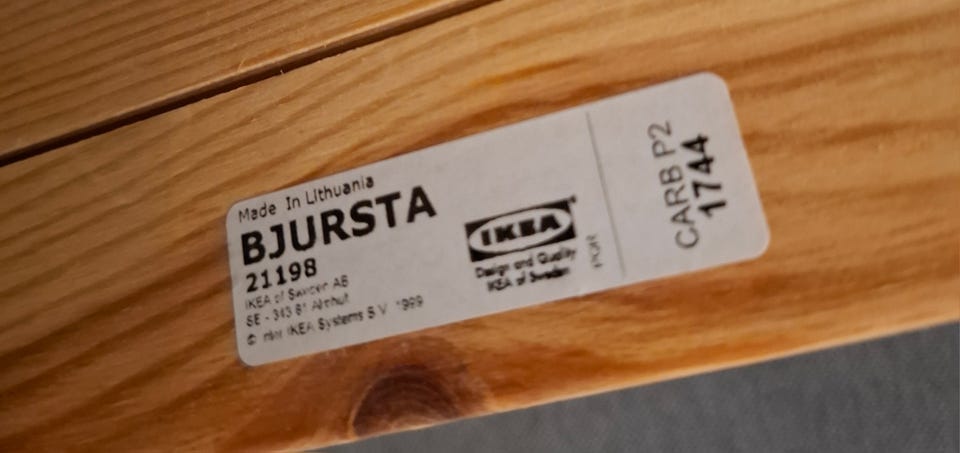 Made In Lithuania
BJURSTA
21198
IKEA of Sweden AB
SE - 343 81 Älmhult
© Inter IKEA Systems B.V. 1999
IKEA®
Design and Quality
IKEA of Sweden
PQR
CARB P2
1744